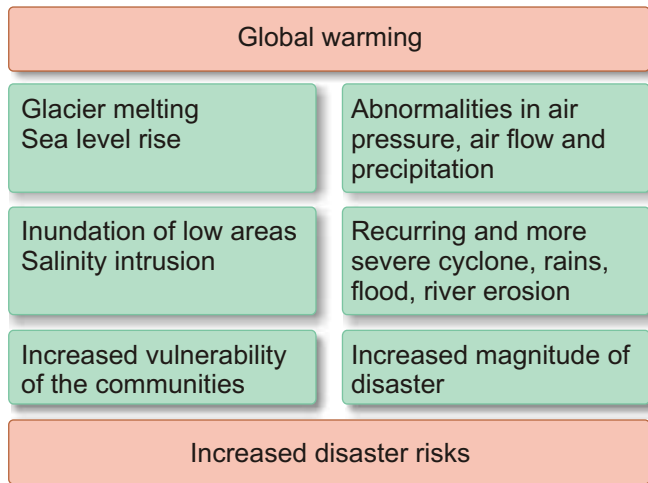 Global warming
Glacier melting
Sea level rise
Abnormalities in air
pressure, air flow and
precipitation
Inundation of low areas
Salinity intrusion
Recurring and more
severe cyclone, rains,
flood, river erosion
Increased vulnerability
of the communities
Increased magnitude of
disaster
Increased disaster risks